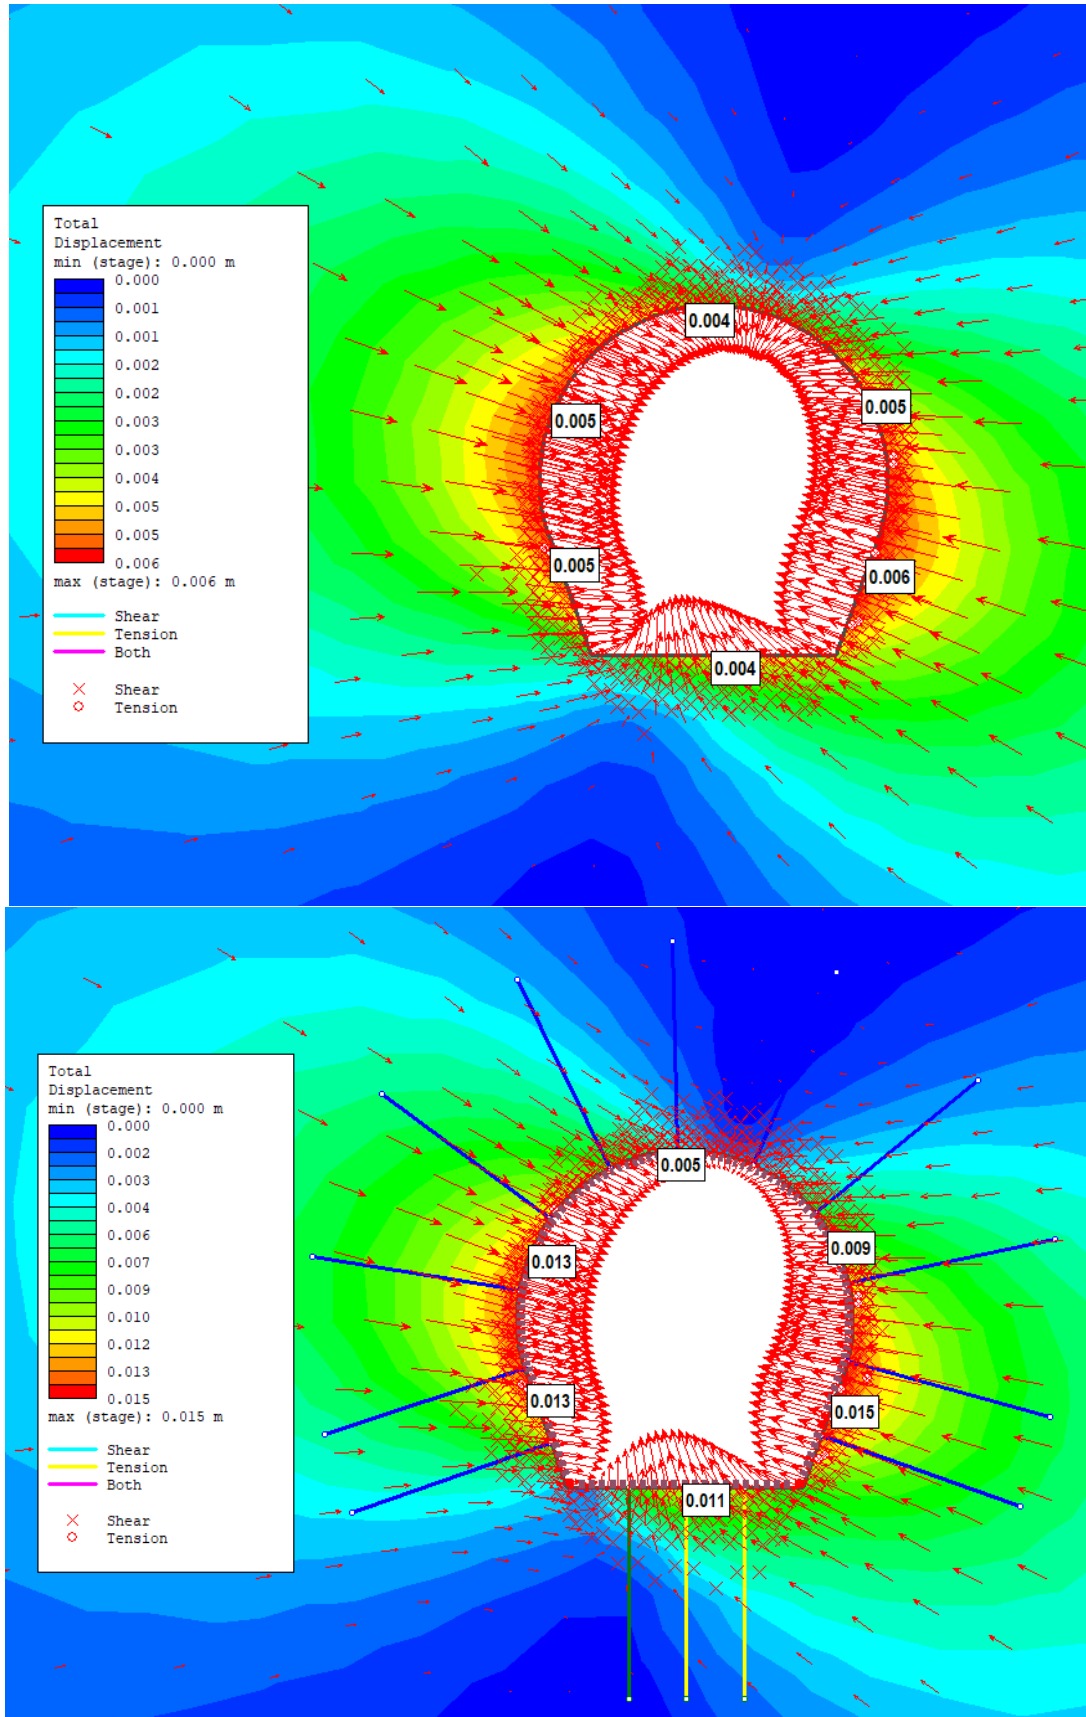 Total
Displacement
min (stage): 0.000 m
0.000
0.001
0.001
0.002
0.002
0.003
0.003
0.004
0.005
0.005
0.006
max (stage): 0.006 m
Shear
Tension
Both
Shear
Tension
0.004
0.005
0.005
0.005
0.006
0.004
Total
Displacement
min (stage): 0.000 m
0.000
0.002
0.003
0.004
0.006
0.007
0.009
0.010
0.012
0.013
0.015
max (stage): 0.015 m
Shear
Tension
Both
Shear
Tension
0.005
0.013
0.009
0.013
0.015
0.011